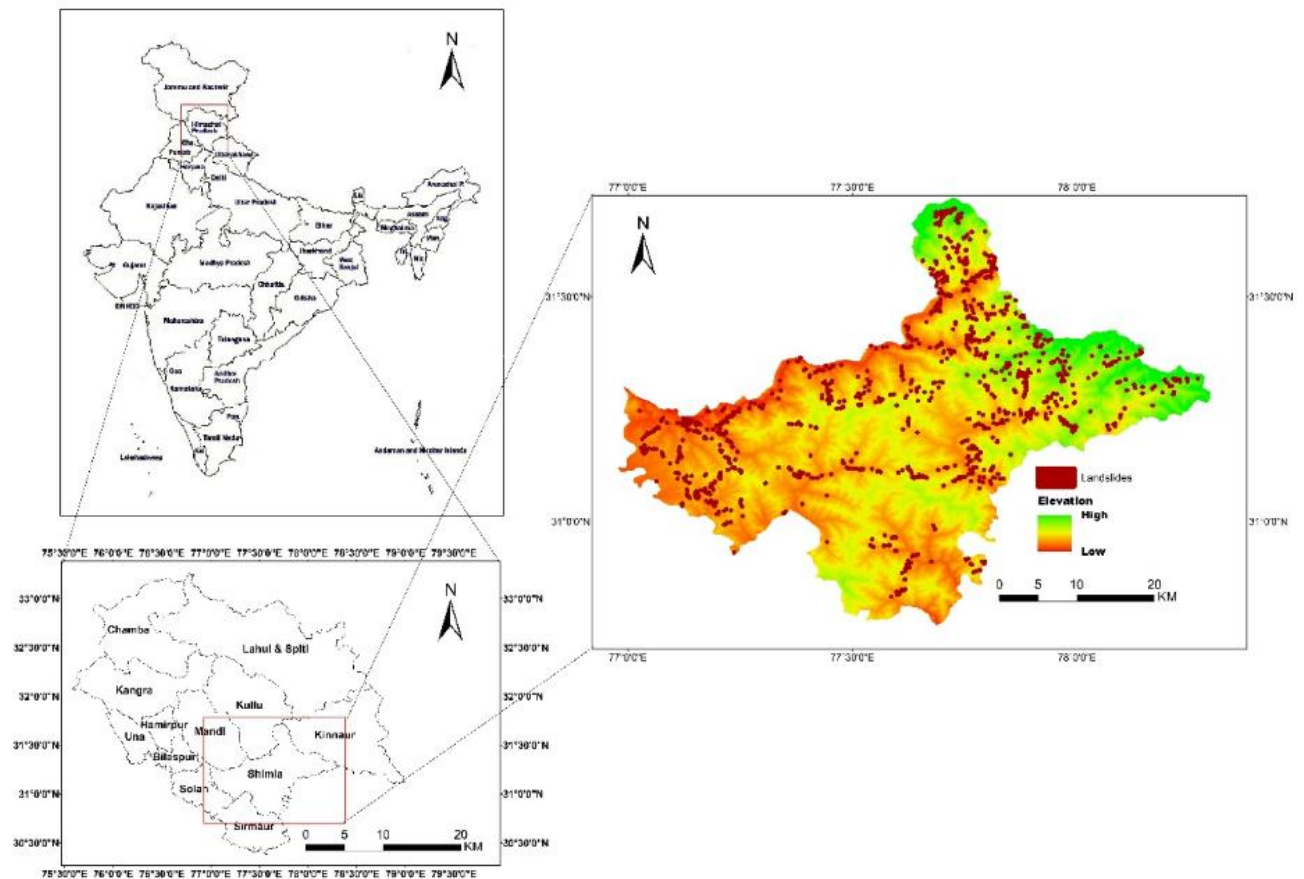 N
Jammu and Kashmir
Himachal
Pradesh
Punjab
Uttarakhand
Haryana
Delhi
Rajasthan
Uttar Pradesh
Bihar
Arunachal P.
Assam
Meghalaya
Gujarat
Madhya Pradesh
Jharkhand
West
Bengal
Odisha
Maharashtra
Telangana
Goa
Karnataka
Andhra
Pradesh
Tamil Nadu
Lakshadweep
Andaman and Nicobar Islands
77°0'0"E 77°30'0"E 78°0'0"E
N
31°30'0"N 31°30'0"N
31°0'0"N 31°0'0"N
Landslides
Elevation
High
Low
0 5 10 20
KM
77°0'0"E 77°30'0"E 78°0'0"E
75°30'0"E 76°0'0"E 76°30'0"E 77°0'0"E 77°30'0"E 78°0'0"E 78°30'0"E 79°0'0"E 79°30'0"E
N
33°0'0"N 33°0'0"N
32°30'0"N 32°30'0"N
32°0'0"N 32°0'0"N
31°30'0"N 31°30'0"N
31°0'0"N 31°0'0"N
30°30'0"N 30°30'0"N
Chamba
Lahul & Spiti
Kangra
Kullu
Hamirpur
Mandi
Una
Kinnaur
Bilaspur
Shimla
Solan
Sirmaur
0 5 10 20
KM
75°30'0"E 76°0'0"E 76°30'0"E 77°0'0"E 77°30'0"E 78°0'0"E 78°30'0"E 79°0'0"E 79°30'0"E